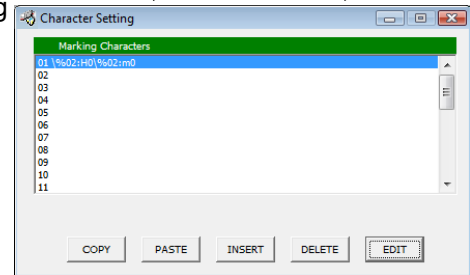 g
Character Setting
Marking Characters
01 \%02:H0\%02:m0
02
03
04
05
06
07
08
09
10
11
COPY PASTE INSERT DELETE EDIT